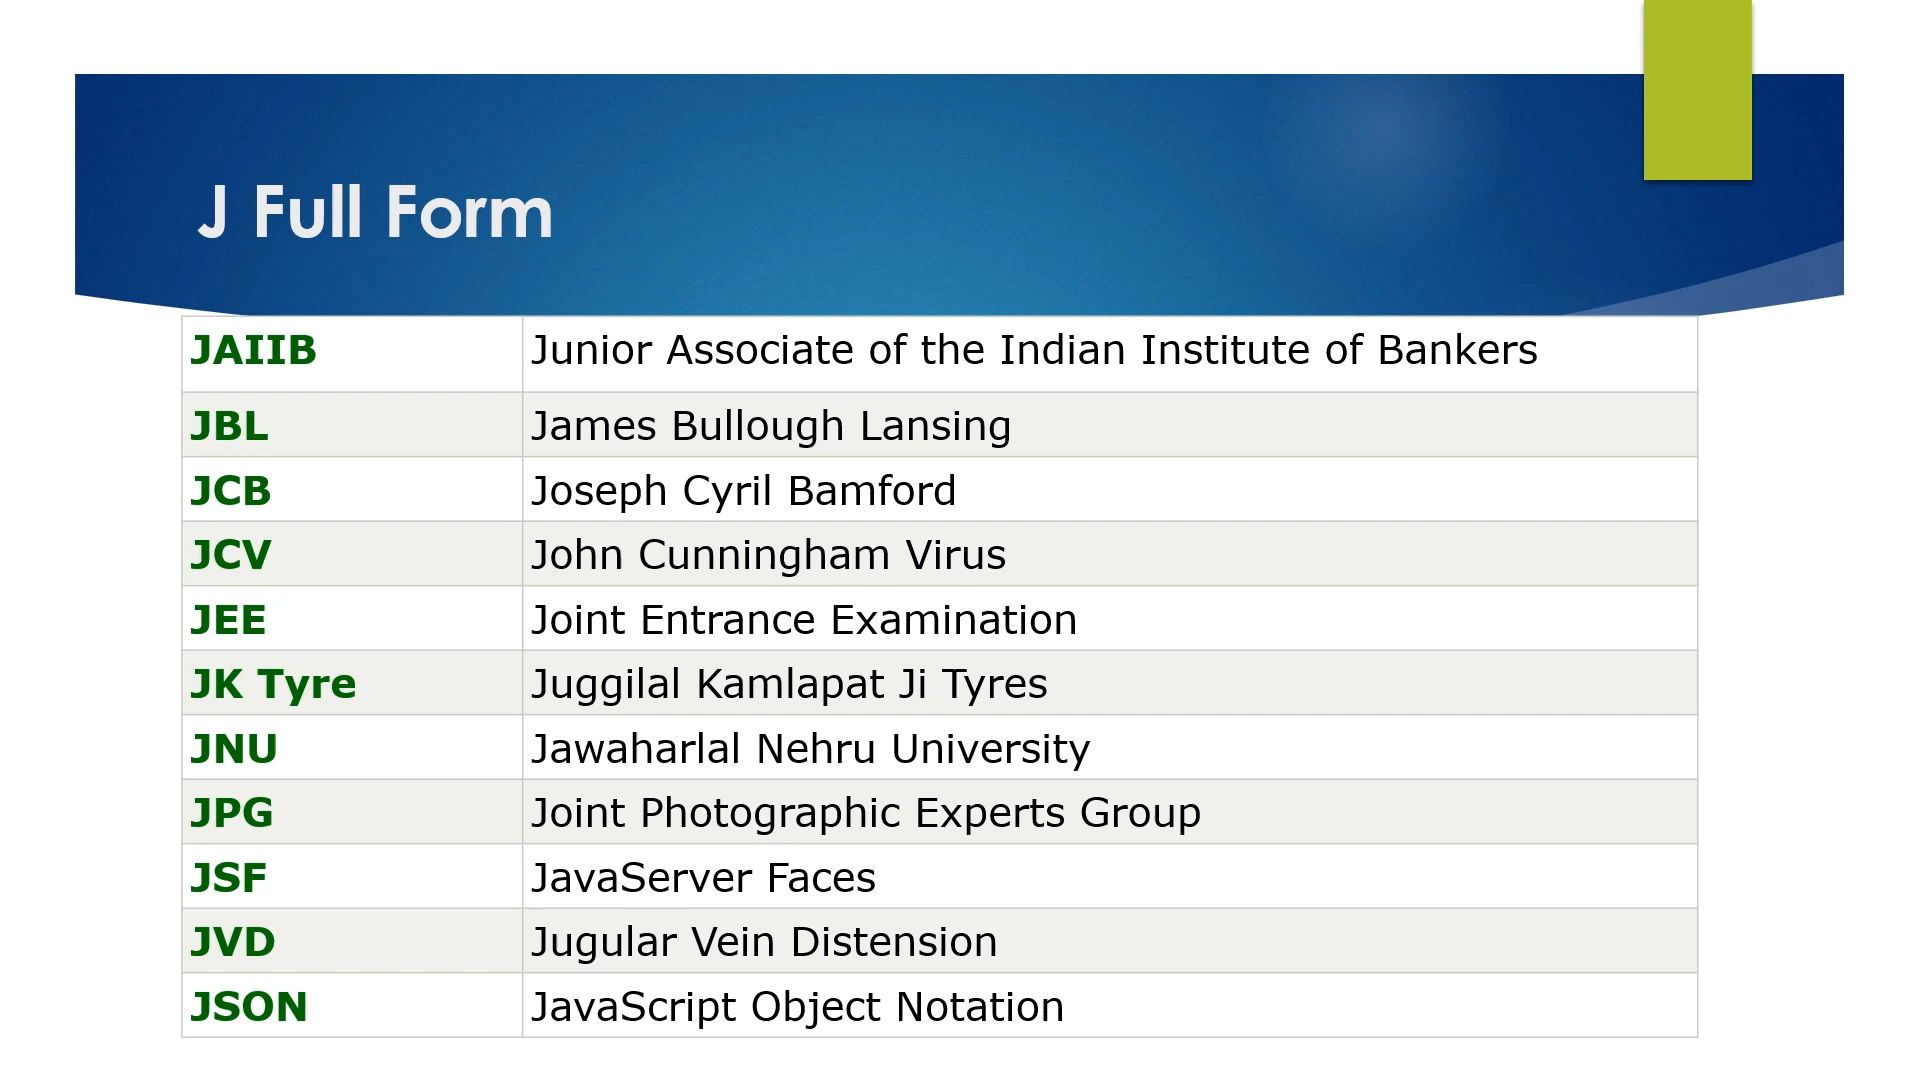 J Full Form
JAIIB Junior Associate of the Indian Institute of Bankers
JBL James Bullough Lansing
JCB Joseph Cyril Bamford
JCV John Cunningham Virus
JEE Joint Entrance Examination
JK Tyre Juggilal Kamlapat Ji Tyres
JNU Jawaharlal Nehru University
JPG Joint Photographic Experts Group
JSF JavaServer Faces
JVD Jugular Vein Distension
JSON JavaScript Object Notation